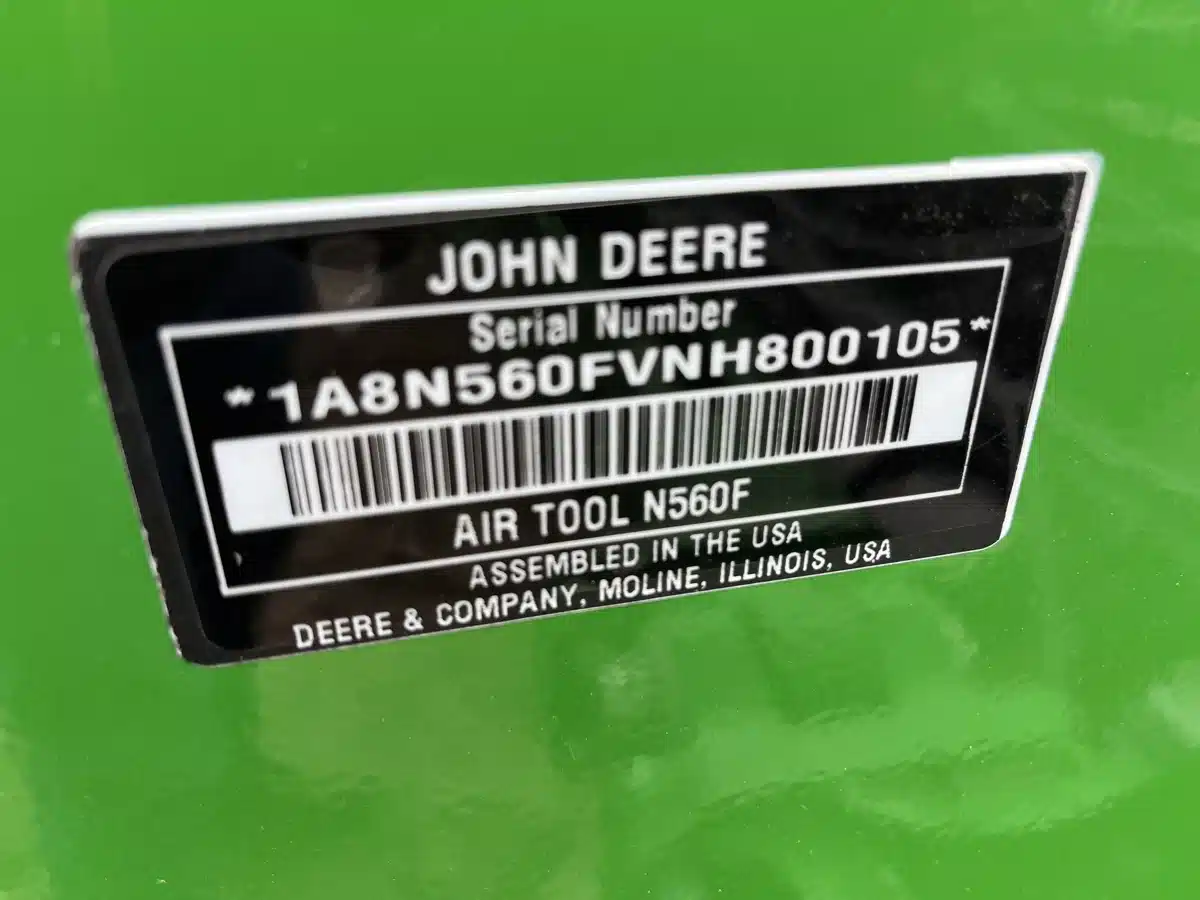 JOHN DEERE
Serial Number
*1A8N560FVNH800105*
AIR TOOL N560F
ASSEMBLED IN THE USA
DEERE & COMPANY, MOLINE, ILLINOIS, USA